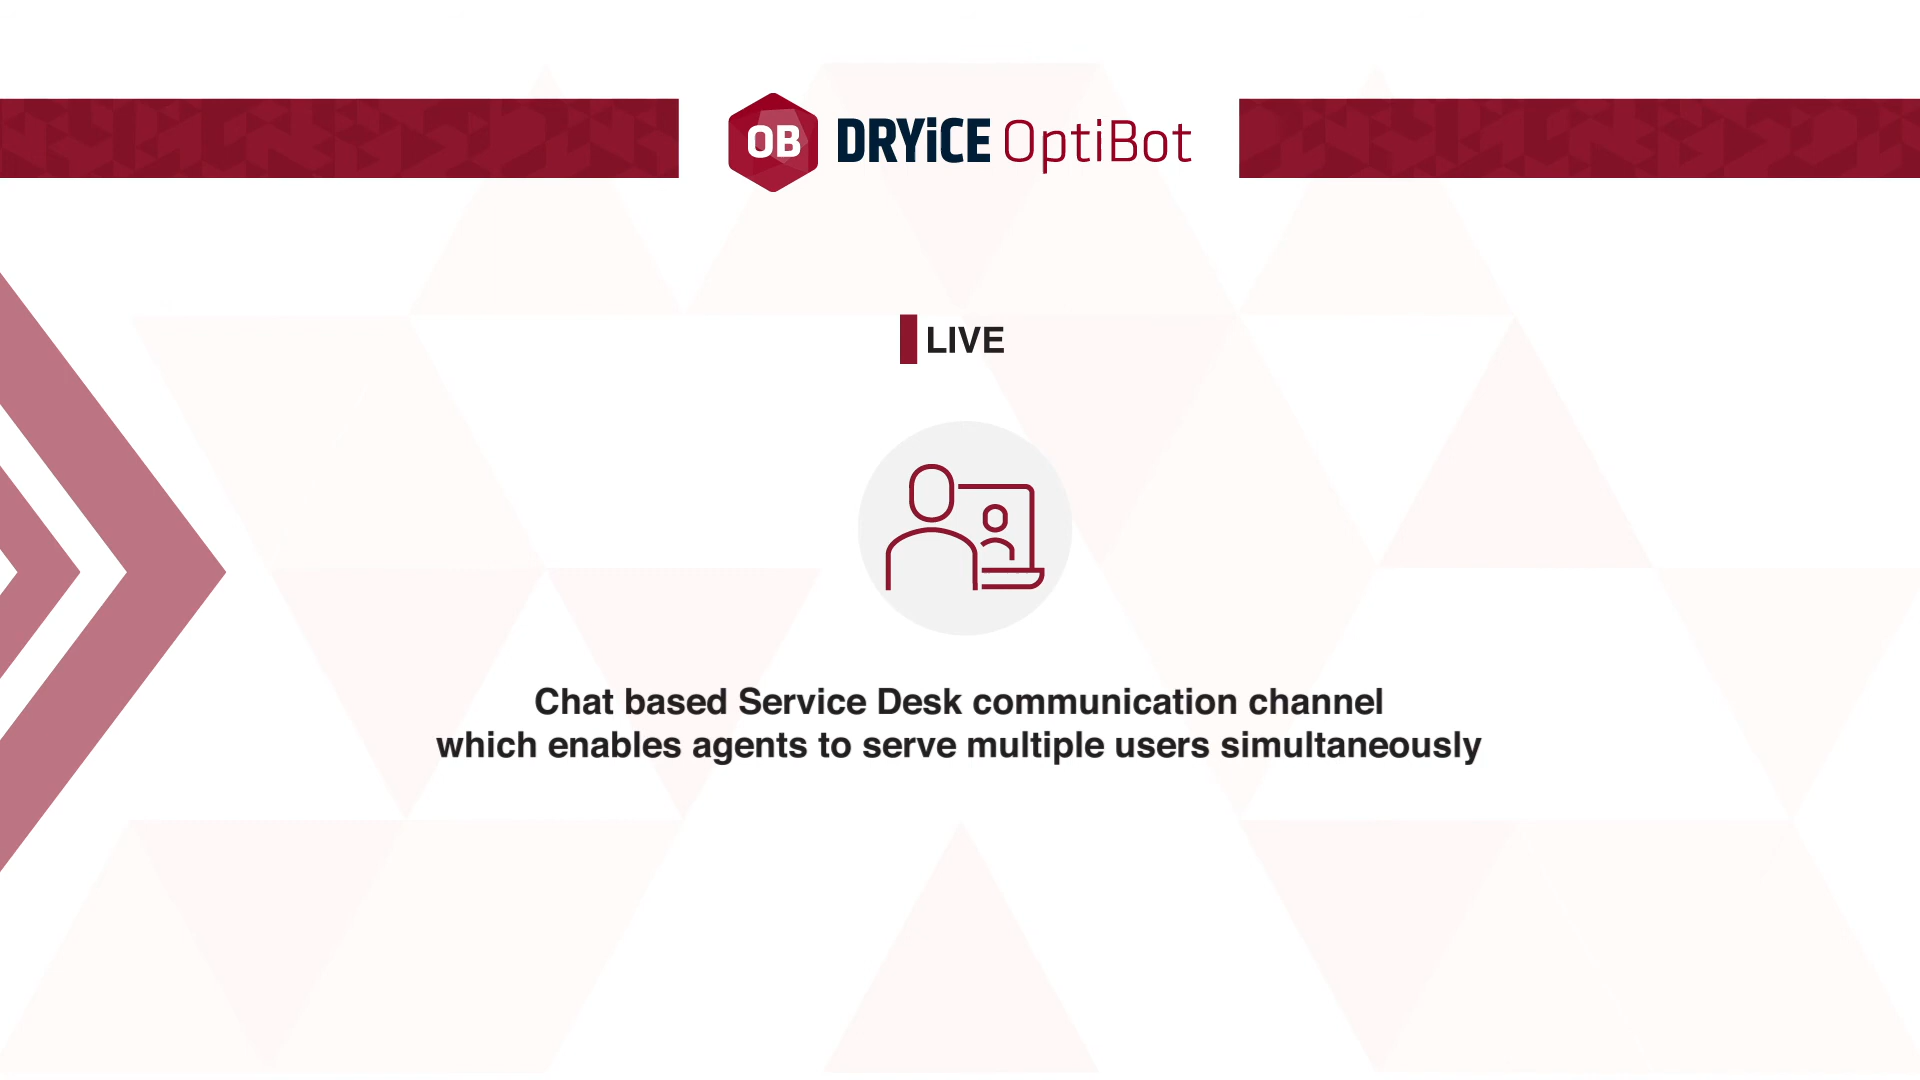 OB DRYiCE OptiBot
LIVE
Chat based Service Desk communication channel
which enables agents to serve multiple users simultaneously